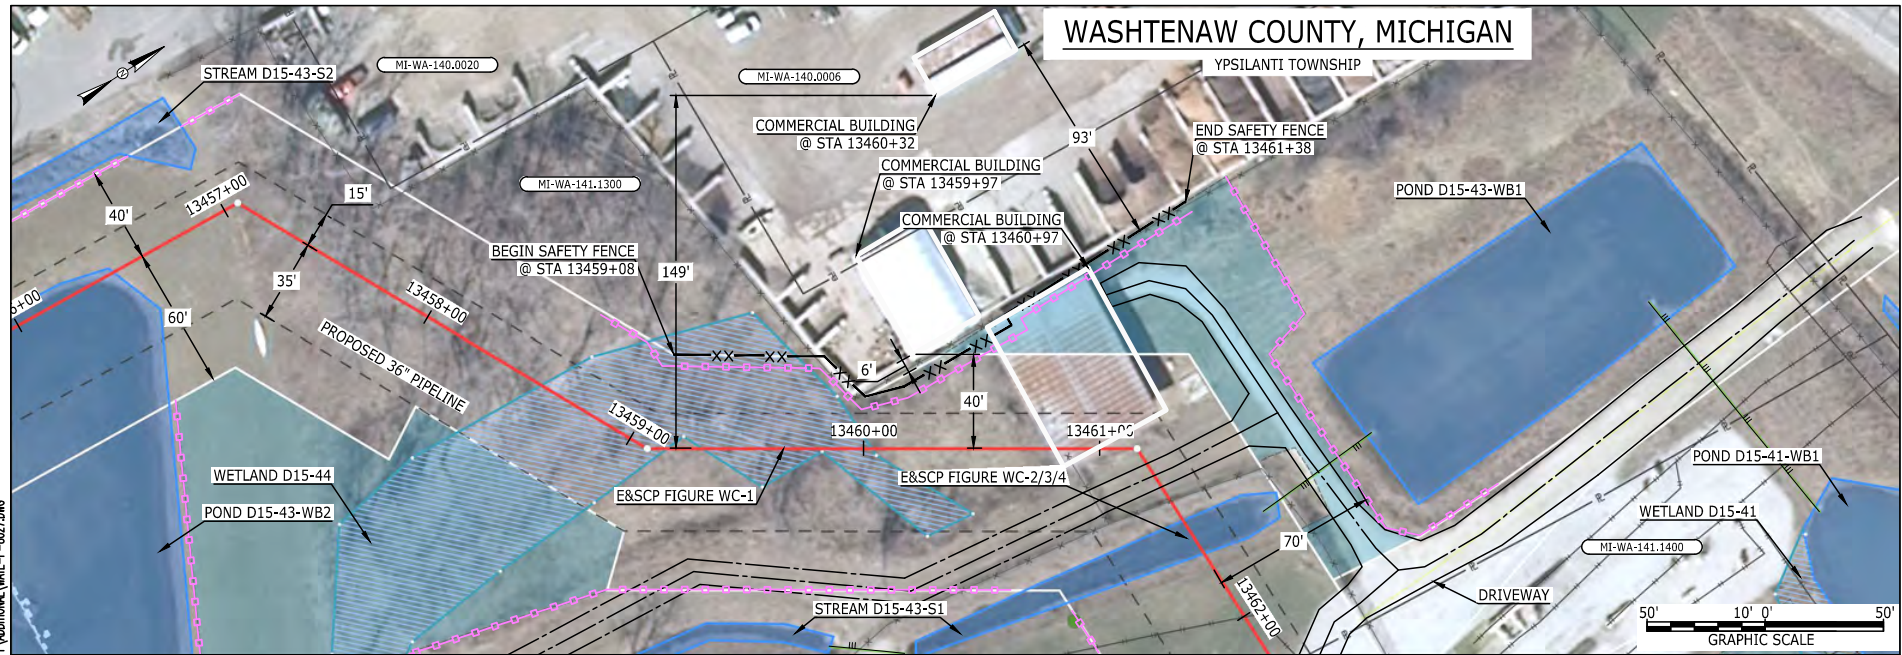 WASHTENAW COUNTY, MICHIGAN
YPSILANTI TOWNSHIP
N
STREAM D15-43-S2
MI-WA-140.0020
MI-WA-140.0006
COMMERCIAL BUILDING
@ STA 13460+32
93'
END SAFETY FENCE
@ STA 13461+38
COMMERCIAL BUILDING
@ STA 13459+97
MI-WA-141.1300
POND D15-43-WB1
15'
13457+00
40'
COMMERCIAL BUILDING
@ STA 13460+97
BEGIN SAFETY FENCE
@ STA 13459+08
149'
35'
13458+00
60'
PROPOSED 36" PIPELINE
6'
40'
13459+00
13460+00
13461+00
WETLAND D15-44
E&SCP FIGURE WC-1
E&SCP FIGURE WC-2/3/4
POND D15-41-WB1
POND D15-43-WB2
WETLAND D15-41
70'
MI-WA-141.1400
13462+00
STREAM D15-43-S1
DRIVEWAY
50' 10' 0' 50'
GRAPHIC SCALE